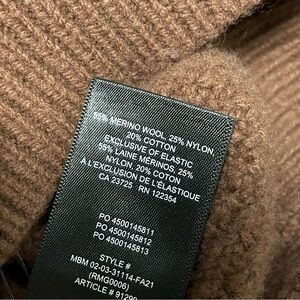 55% MERINO WOOL, 25% NYLON,
20% COTTON
EXCLUSIVE OF ELASTIC
55% LAINE MÉRINOS, 25%
NYLON, 20% COTON
À L'EXCLUSION DE L'ÉLASTIQUE
CA 23725 RN 122354
PO 4500145811
PO 4500145812
PO 4500145813
STYLE #
MBM 02-03-31114-FA21
(RMG0006)
ARTICLE # 91290